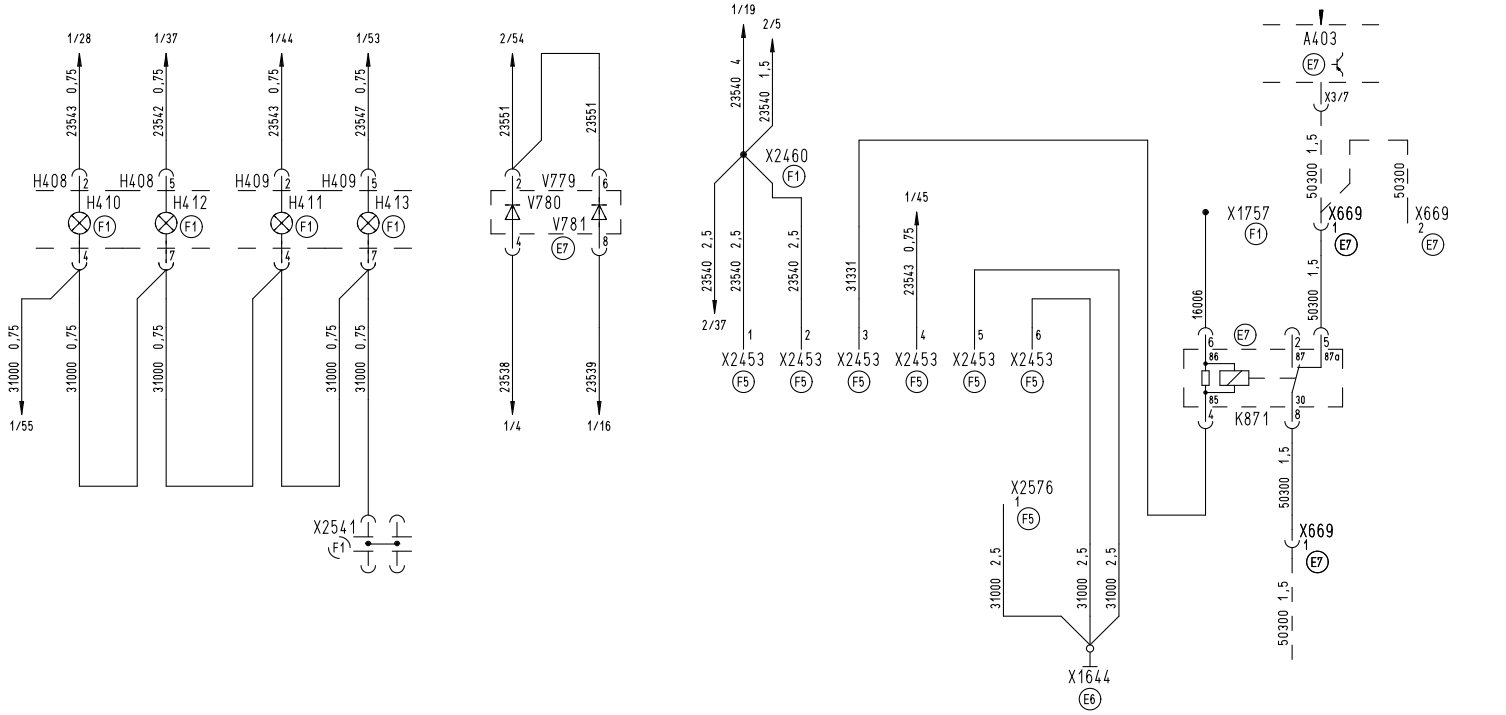 1/28
1/37
1/44
1/53
2/54
1/19
2/5
A403
E7
X3/7
23543 0,75
23542 0,75
23543 0,75
23547 0,75
23551
23551
23540 4
23540 1,5
50300 1,5
50300
H408 2
H408 5
H409 2
H409 5
2 V779 6
X2460
F1
H410
F1
H412
F1
H411
F1
H413
F1
V780
V781
E7
4
7
4
7
4
8
1/45
X1757
F1
X669
1
E7
X669
2
E7
23540 2,5
23540 2,5
23540 2,5
31331
23543 0,75
16006
50300 1,5
2/37
1
2
3
4
5
6
X2453
F5
X2453
F5
X2453
F5
X2453
F5
X2453
F5
X2453
F5
E7
6
2
5
86
87
87a
85
30
4
8
K871
31000 0,75
31000 0,75
31000 0,75
31000 0,75
31000 0,75
23538
23539
1/55
1/4
1/16
X2541
F1
X2576
1
F5
50300 1,5
X669
1
E7
31000 2,5
31000 2,5
31000 2,5
50300 1,5
X1644
E6